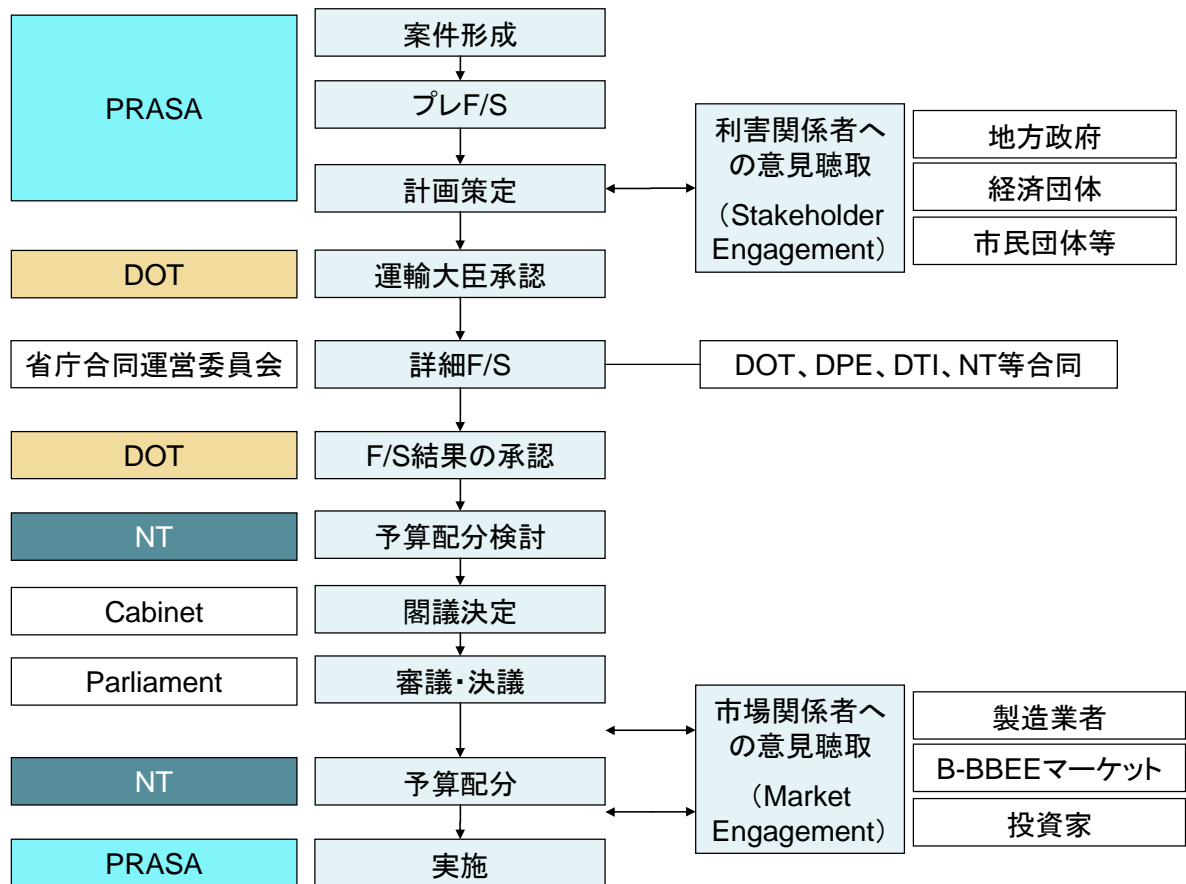 案件形成
PRASA
プレF/S
計画策定
利害関係者へ
の意見聴取
（Stakeholder
Engagement）
地方政府
経済団体
市民団体等
DOT
運輸大臣承認
省庁合同運営委員会
詳細F/S
DOT、DPE、DTI、NT等合同
DOT
F/S結果の承認
NT
予算配分検討
Cabinet
閣議決定
Parliament
審議・決議
市場関係者へ
の意見聴取
（Market
Engagement）
製造業者
B-BBEEマーケット
投資家
NT
予算配分
PRASA
実施